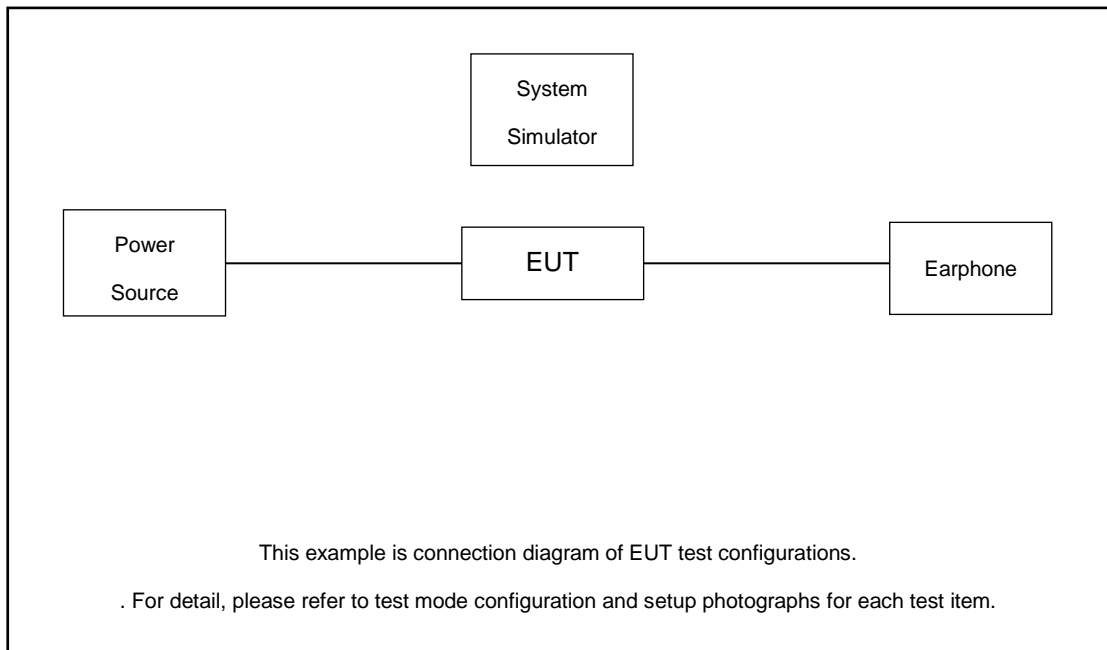 System
Simulator
Power
Source
EUT
Earphone
This example is connection diagram of EUT test configurations.
. For detail, please refer to test mode configuration and setup photographs for each test item.